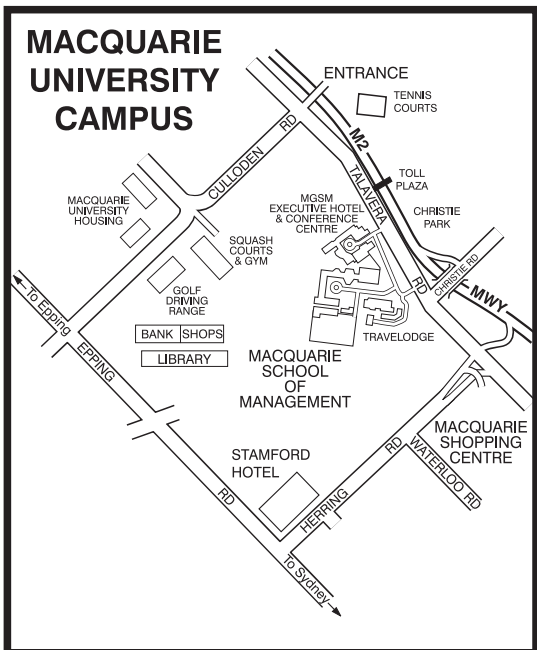 MACQUARIE
UNIVERSITY
CAMPUS
ENTRANCE
TENNIS
COURTS
M2
CULLODEN
RD
TALAVERA
RD
TOLL
PLAZA
MACQUARIE
UNIVERSITY
HOUSING
MGSM
EXECUTIVE HOTEL
& CONFERENCE
CENTRE
CHRISTIE
PARK
SQUASH
COURTS
& GYM
CHRISTIE RD
GOLF
DRIVING
RANGE
MWY
To Epping
BANK SHOPS
TRAVELODGE
LIBRARY
EPPING
RD
MACQUARIE
SCHOOL
OF
MANAGEMENT
MACQUARIE
SHOPPING
CENTRE
STAMFORD
HOTEL
HERRING
RD
WATERLOO RD
To Sydney